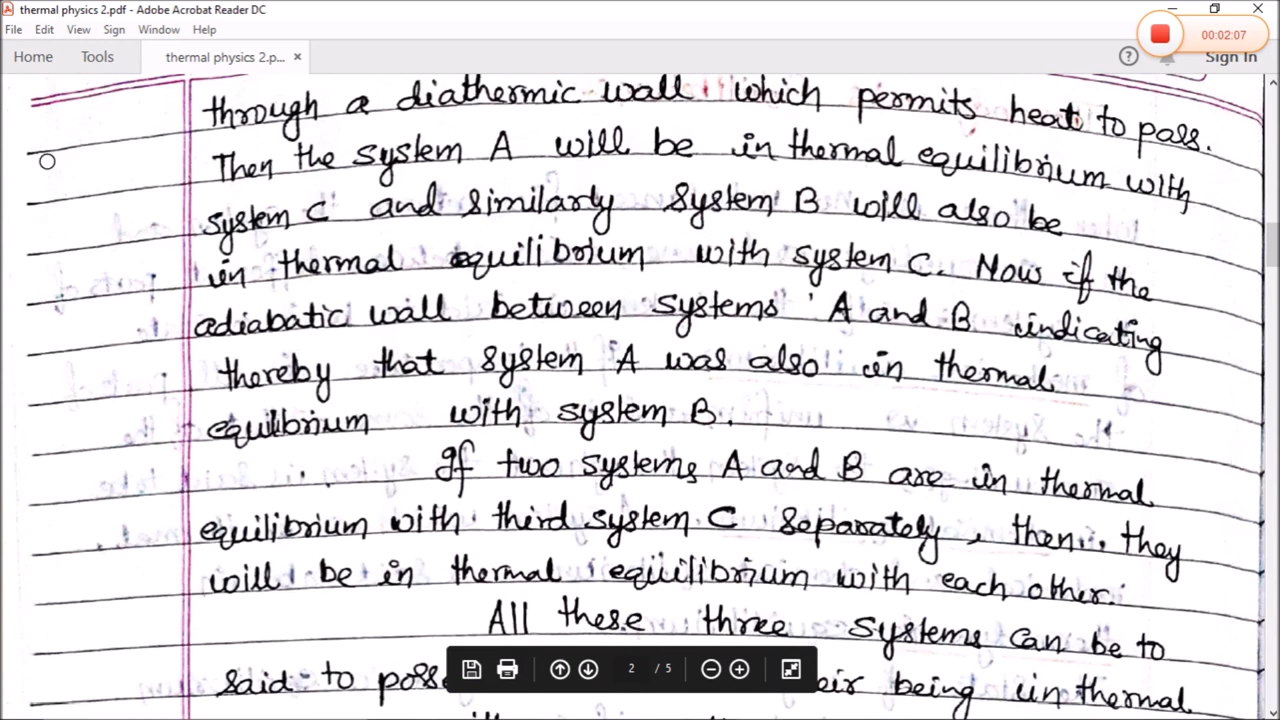 thermal physics 2.pdf - Adobe Acrobat Reader DC
File Edit View Sign Window Help
00:02:07
Home Tools thermal physics 2.p... × Sign In
through a diathermic wall which permits heat to pass.
Then the system A will be in thermal equilibrium with
system C and similarly system B will also be
in thermal equilibrium with system C. Now if the
adiabatic wall between systems A and B indicating
thereby that system A was also in thermal
equilibrium with system B.
If two systems A and B are in thermal
equilibrium with third system C separately, then they
will be in thermal equilibrium with each other.
All these three systems can be to
said to being in thermal
2 / 5